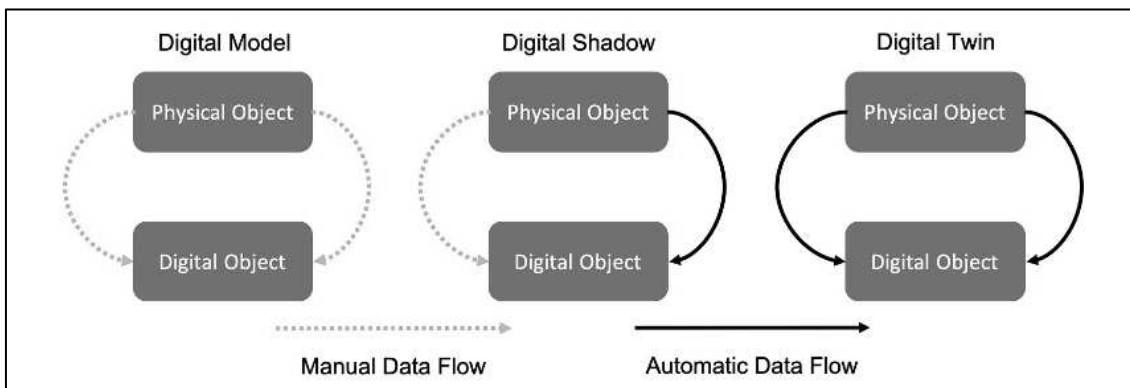 Digital Model Digital Shadow Digital Twin
Physical Object Physical Object Physical Object
Digital Object Digital Object Digital Object
Manual Data Flow Automatic Data Flow